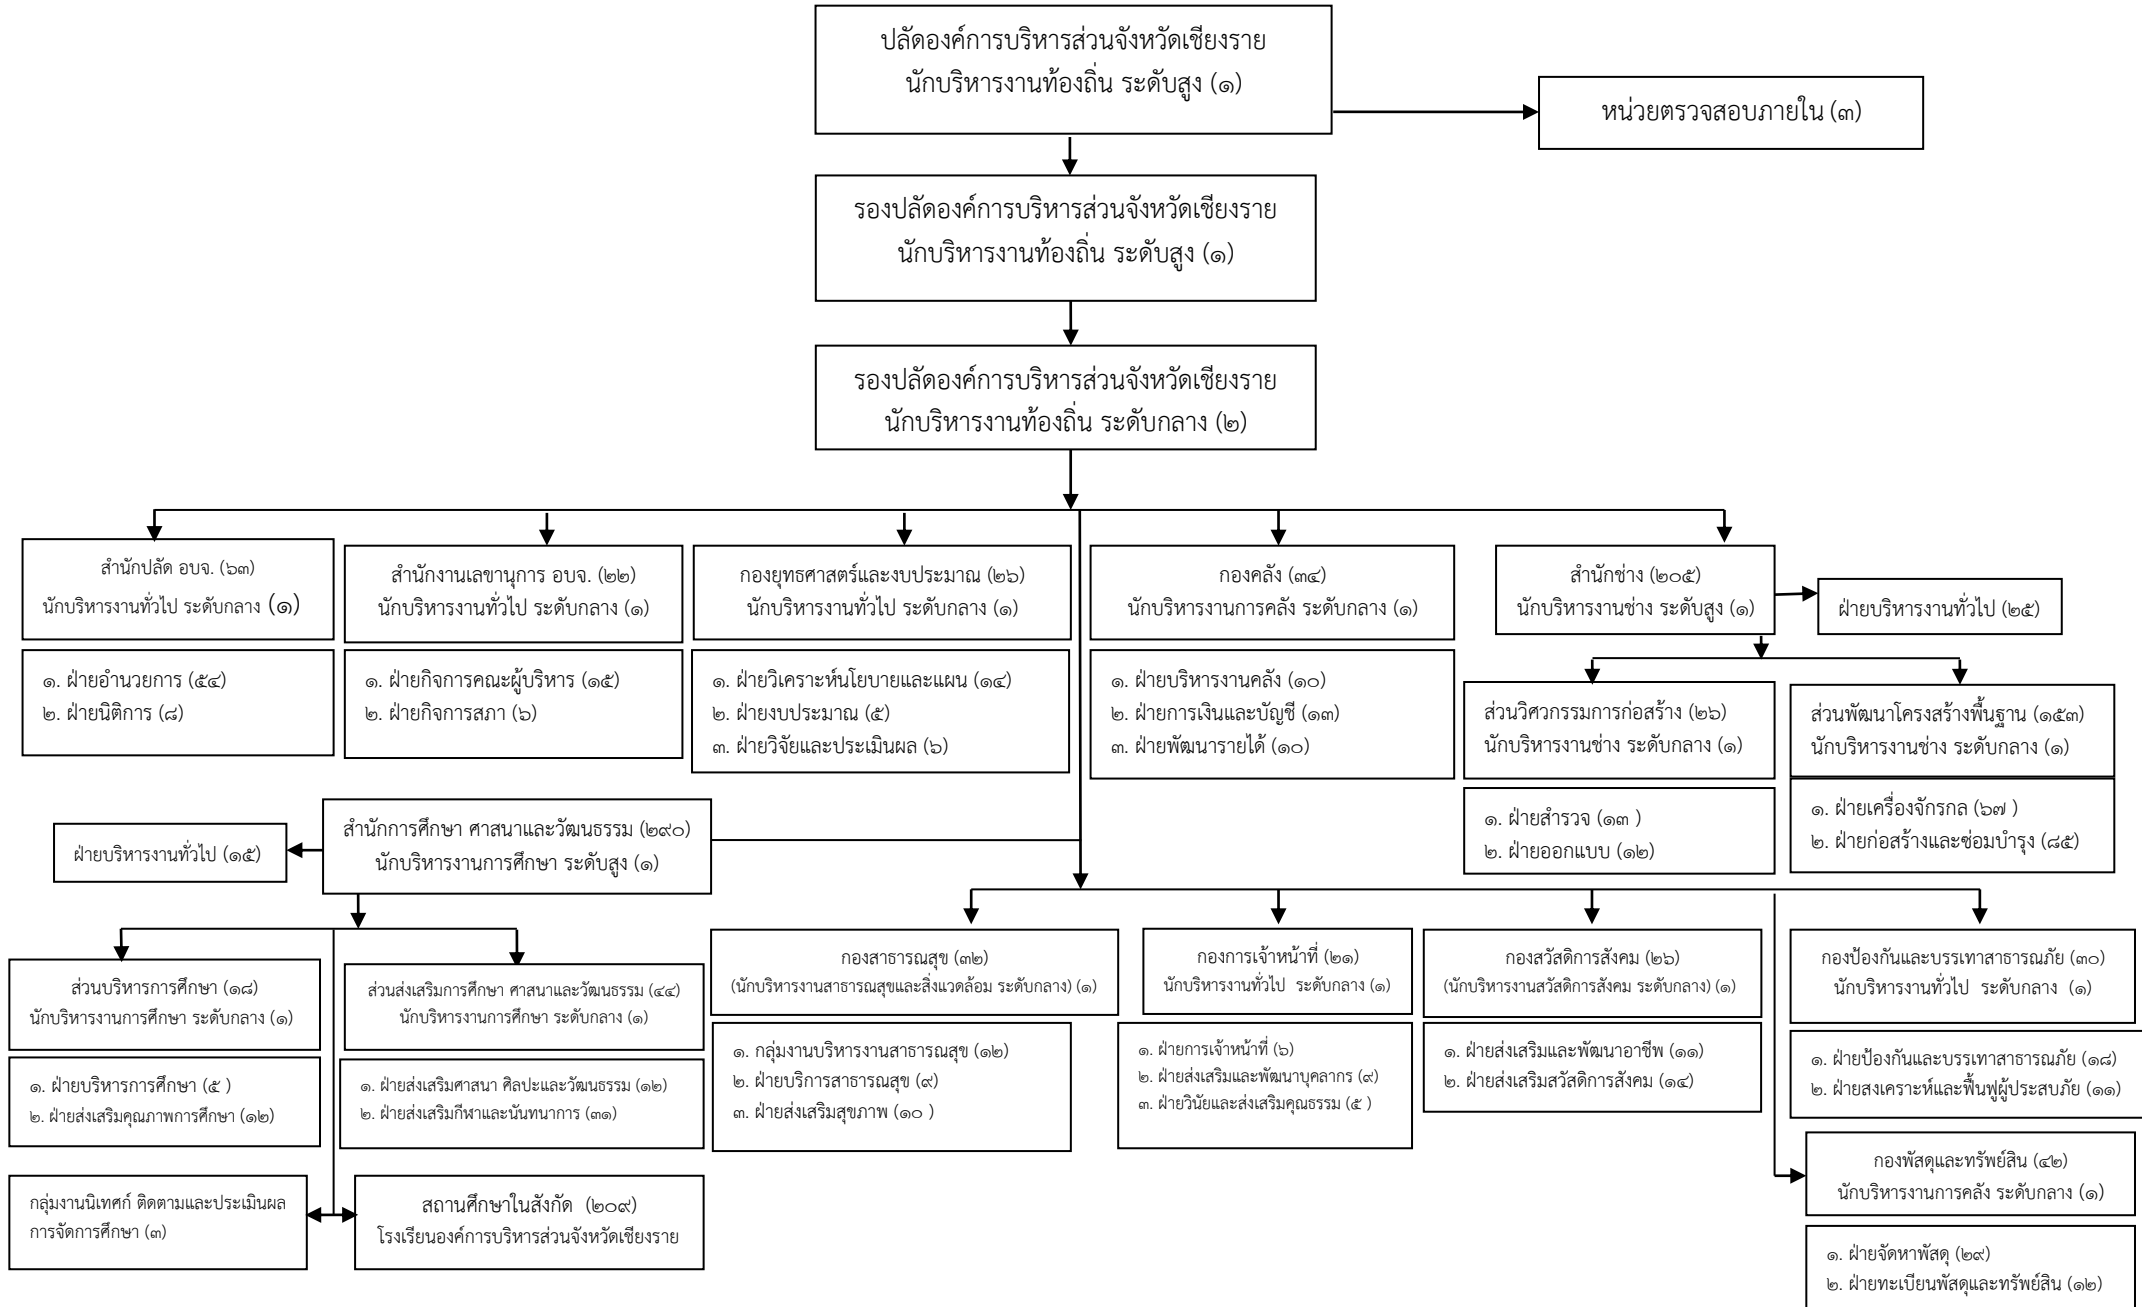 ปลัดองค์การบริหารส่วนจังหวัดเชียงราย
นักบริหารงานท้องถิ่น ระดับสูง (๑)
หน่วยตรวจสอบภายใน (๓)
รองปลัดองค์การบริหารส่วนจังหวัดเชียงราย
นักบริหารงานท้องถิ่น ระดับสูง (๑)
รองปลัดองค์การบริหารส่วนจังหวัดเชียงราย
นักบริหารงานท้องถิ่น ระดับกลาง (๒)
สำนักปลัด อบจ. (๖๓)
นักบริหารงานทั่วไป ระดับกลาง (๑)
๑. ฝ่ายอำนวยการ (๕๔)
๒. ฝ่ายนิติการ (๘)
สำนักงานเลขานุการ อบจ. (๒๒)
นักบริหารงานทั่วไป ระดับกลาง (๑)
๑. ฝ่ายกิจการคณะผู้บริหาร (๑๕)
๒. ฝ่ายกิจการสภา (๖)
กองยุทธศาสตร์และงบประมาณ (๒๖)
นักบริหารงานทั่วไป ระดับกลาง (๑)
๑. ฝ่ายวิเคราะห์นโยบายและแผน (๑๔)
๒. ฝ่ายงบประมาณ (๕)
๓. ฝ่ายวิจัยและประเมินผล (๖)
กองคลัง (๓๔)
นักบริหารงานการคลัง ระดับกลาง (๑)
๑. ฝ่ายบริหารงานคลัง (๑๐)
๒. ฝ่ายการเงินและบัญชี (๑๓)
๓. ฝ่ายพัฒนารายได้ (๑๐)
สำนักช่าง (๒๐๕)
นักบริหารงานช่าง ระดับสูง (๑)
ฝ่ายบริหารงานทั่วไป (๒๕)
ส่วนวิศวกรรมการก่อสร้าง (๒๖)
นักบริหารงานช่าง ระดับกลาง (๑)
๑. ฝ่ายสำรวจ (๑๓ )
๒. ฝ่ายออกแบบ (๑๒)
ส่วนพัฒนาโครงสร้างพื้นฐาน (๑๕๓)
นักบริหารงานช่าง ระดับกลาง (๑)
๑. ฝ่ายเครื่องจักรกล (๖๗ )
๒. ฝ่ายก่อสร้างและซ่อมบำรุง (๘๕)
สำนักการศึกษา ศาสนาและวัฒนธรรม (๒๙๐)
นักบริหารงานการศึกษา ระดับสูง (๑)
ฝ่ายบริหารงานทั่วไป (๑๕)
ส่วนบริหารการศึกษา (๑๘)
นักบริหารงานการศึกษา ระดับกลาง (๑)
๑. ฝ่ายบริหารการศึกษา (๕ )
๒. ฝ่ายส่งเสริมคุณภาพการศึกษา (๑๒)
ส่วนส่งเสริมการศึกษา ศาสนาและวัฒนธรรม (๔๔)
นักบริหารงานการศึกษา ระดับกลาง (๑)
๑. ฝ่ายส่งเสริมศาสนา ศิลปะและวัฒนธรรม (๑๒)
๒. ฝ่ายส่งเสริมกีฬาและนันทนาการ (๓๑)
กลุ่มงานนิเทศก์ ติดตามและประเมินผล
การจัดการศึกษา (๓)
สถานศึกษาในสังกัด (๒๐๙)
โรงเรียนองค์การบริหารส่วนจังหวัดเชียงราย
กองสาธารณสุข (๓๒)
(นักบริหารงานสาธารณสุขและสิ่งแวดล้อม ระดับกลาง) (๑)
๑. กลุ่มงานบริหารงานสาธารณสุข (๑๒)
๒. ฝ่ายบริการสาธารณสุข (๙)
๓. ฝ่ายส่งเสริมสุขภาพ (๑๐ )
กองการเจ้าหน้าที่ (๒๑)
นักบริหารงานทั่วไป ระดับกลาง (๑)
๑. ฝ่ายการเจ้าหน้าที่ (๖)
๒. ฝ่ายส่งเสริมและพัฒนาบุคลากร (๙)
๓. ฝ่ายวินัยและส่งเสริมคุณธรรม (๕ )
กองสวัสดิการสังคม (๒๖)
(นักบริหารงานสวัสดิการสังคม ระดับกลาง) (๑)
๑. ฝ่ายส่งเสริมและพัฒนาอาชีพ (๑๑)
๒. ฝ่ายส่งเสริมสวัสดิการสังคม (๑๔)
กองป้องกันและบรรเทาสาธารณภัย (๓๐)
นักบริหารงานทั่วไป ระดับกลาง (๑)
๑. ฝ่ายป้องกันและบรรเทาสาธารณภัย (๑๘)
๒. ฝ่ายสงเคราะห์และฟื้นฟูผู้ประสบภัย (๑๑)
กองพัสดุและทรัพย์สิน (๔๒)
นักบริหารงานการคลัง ระดับกลาง (๑)
๑. ฝ่ายจัดหาพัสดุ (๒๙)
๒. ฝ่ายทะเบียนพัสดุและทรัพย์สิน (๑๒)